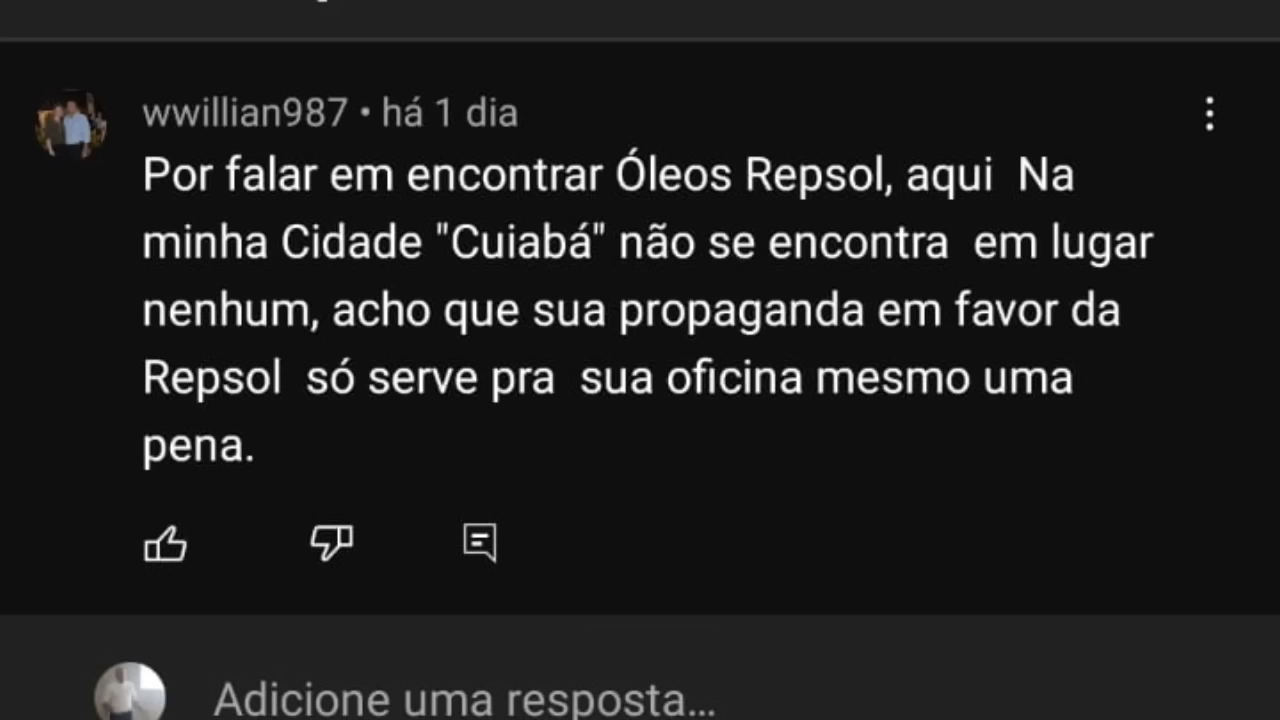 wwillian987 • há 1 dia
Por falar em encontrar Óleos Repsol, aqui  Na
minha Cidade "Cuiabá" não se encontra  em lugar
nenhum, acho que sua propaganda em favor da
Repsol  só serve pra  sua oficina mesmo uma
pena.
Adicione uma resposta...